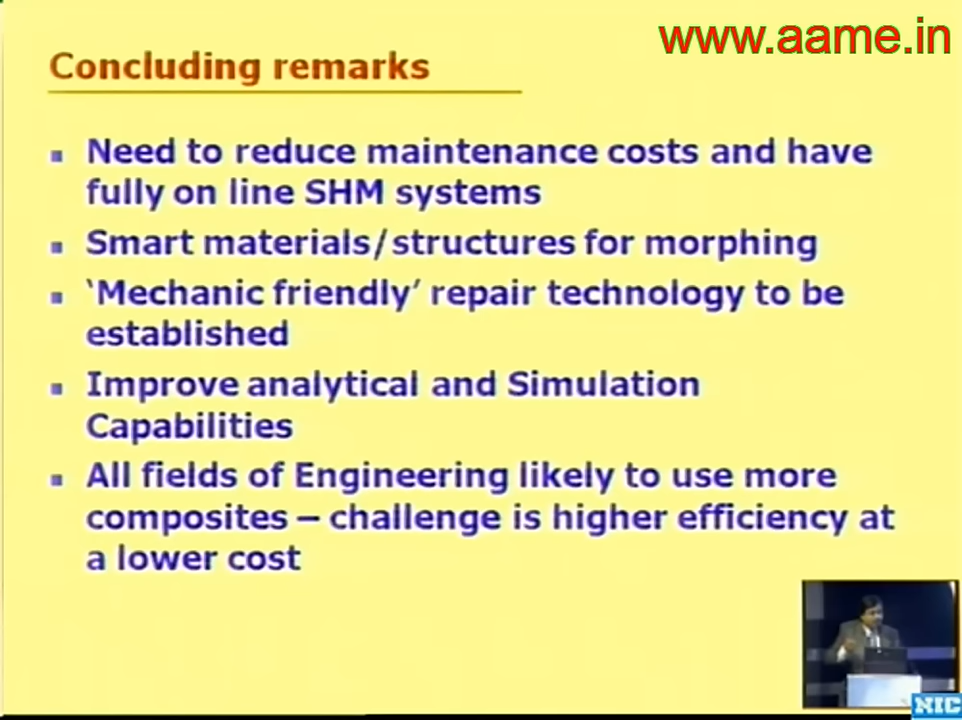 www.aame.in
Concluding remarks
Need to reduce maintenance costs and have
fully on line SHM systems
Smart materials/structures for morphing
‘Mechanic friendly’ repair technology to be
established
Improve analytical and Simulation
Capabilities
All fields of Engineering likely to use more
composites – challenge is higher efficiency at
a lower cost
NIC